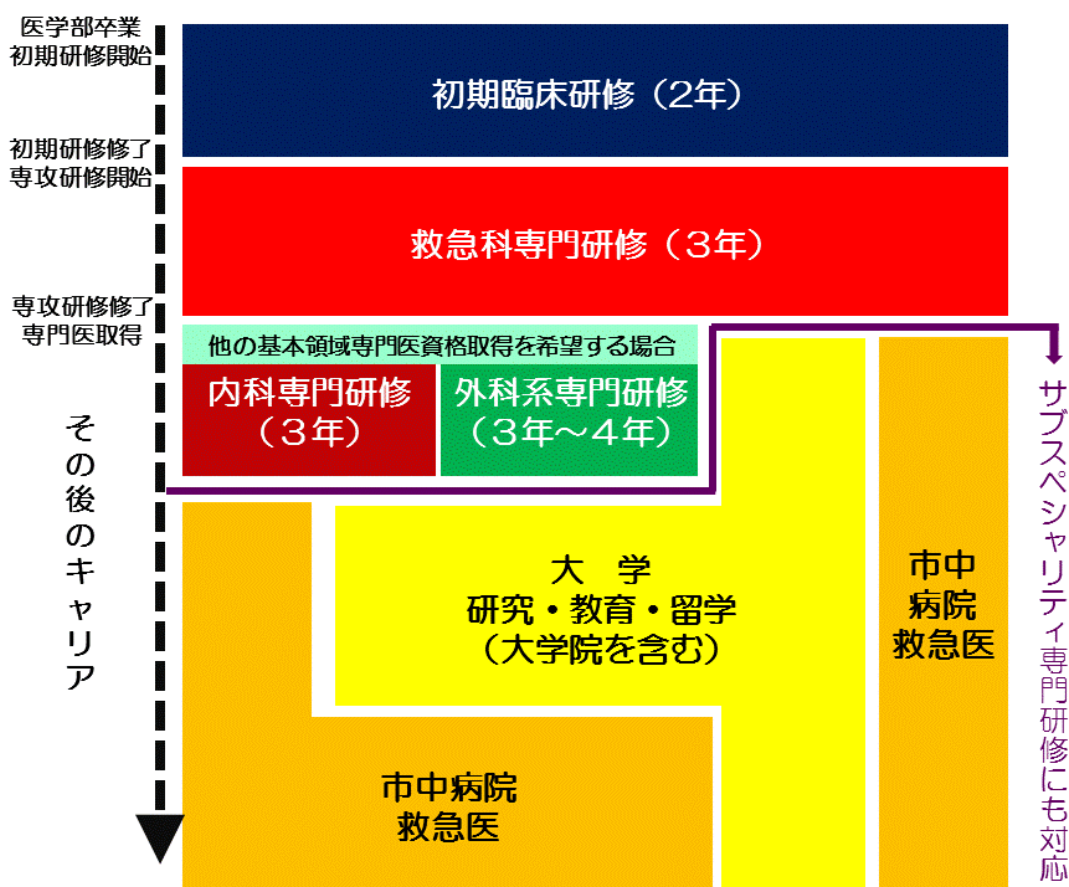 医学部卒業
初期研修開始
初期臨床研修（2年）
初期研修修了
専攻研修開始
救急科専門研修（３年）
専攻研修修了
専門医取得
他の基本領域専門医資格取得を希望する場合
内科専門研修
（３年）
外科系専門研修
（３年～４年）
その後のキャリア
大　学
研究・教育・留学
（大学院を含む）
市中
病院
救急医
市中病院
救急医
サブスペシャリティ専門研修にも対応